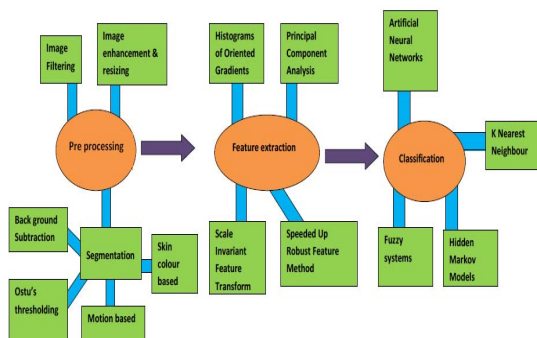 Image
Filtering
Image
enhancement &
resizing
Histograms
of Oriented
Gradients
Principal
Component
Analysis
Artificial
Neural
Networks
Pre processing
Feature extraction
Classification
K Nearest
Neighbour
Back ground
Subtraction
Segmentation
Skin
colour
based
Ostu's
thresholding
Motion based
Scale
Invariant
Feature
Transform
Speeded Up
Robust Feature
Method
Fuzzy
systems
Hidden
Markov
Models